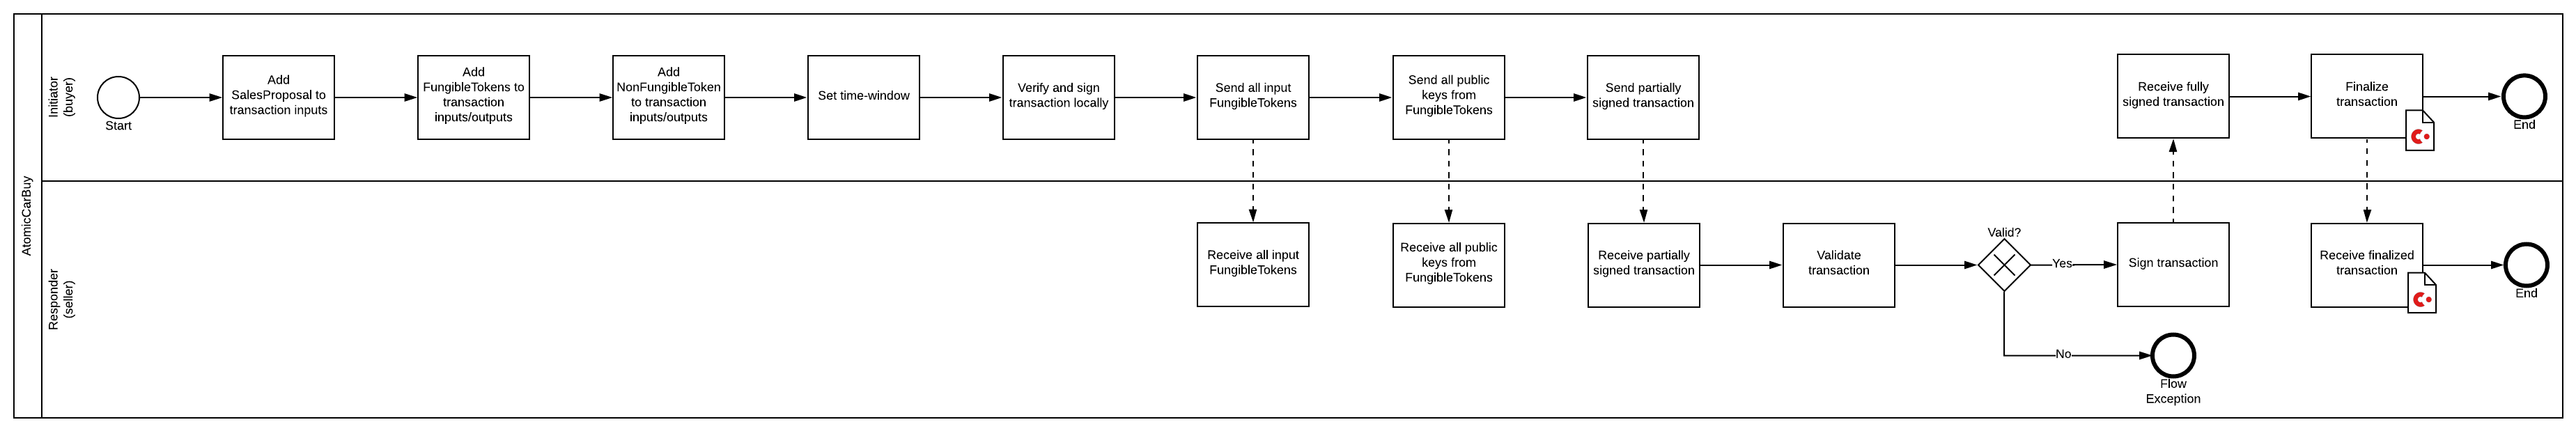 AtomicCarBuy
Initiator
(buyer)
Start
Add
SalesProposal to
transaction inputs
Add
FungibleTokens to
transaction
inputs/outputs
Add
NonFungibleToken
to transaction
inputs/outputs
Set time-window
Verify and sign
transaction locally
Send all input
FungibleTokens
Send all public
keys from
FungibleTokens
Send partially
signed transaction
Receive fully
signed transaction
Finalize
transaction
End
Responder
(seller)
Receive all input
FungibleTokens
Receive all public
keys from
FungibleTokens
Receive partially
signed transaction
Validate
transaction
Valid?
Yes
Sign transaction
Receive finalized
transaction
End
No
Flow
Exception